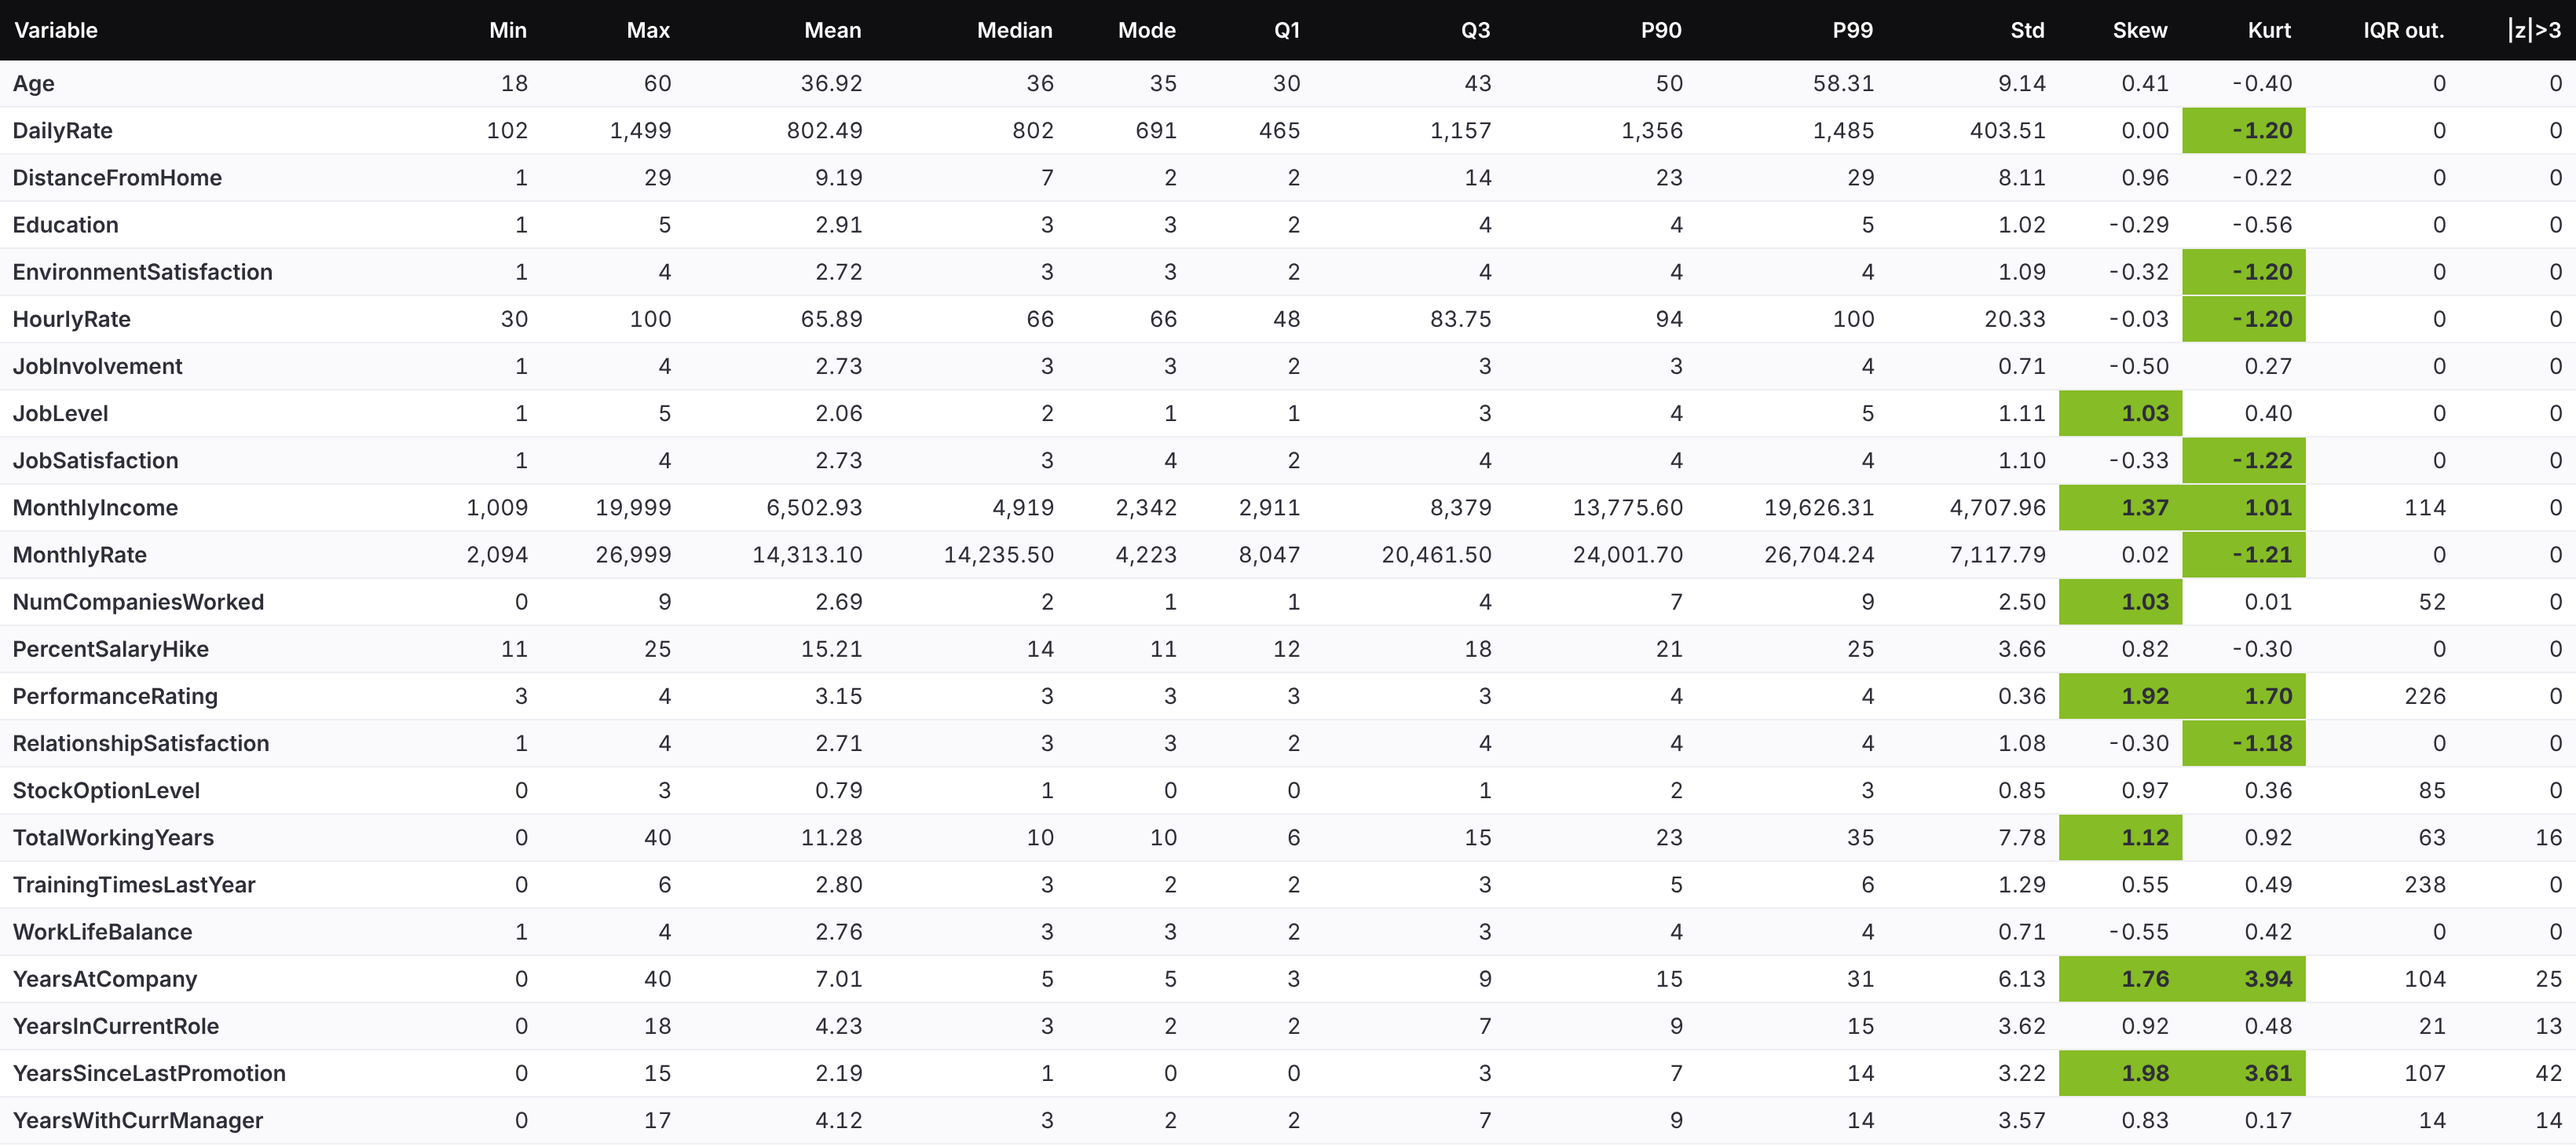 Variable Min Max Mean Median Mode Q1 Q3 P90 P99 Std Skew Kurt IQR out. |z|>3
Age 18 60 36.92 36 35 30 43 50 58.31 9.14 0.41 -0.40 0 0
DailyRate 102 1,499 802.49 802 691 465 1,157 1,356 1,485 403.51 0.00 -1.20 0 0
DistanceFromHome 1 29 9.19 7 2 2 14 23 29 8.11 0.96 -0.22 0 0
Education 1 5 2.91 3 3 2 4 4 5 1.02 -0.29 -0.56 0 0
EnvironmentSatisfaction 1 4 2.72 3 3 2 4 4 4 1.09 -0.32 -1.20 0 0
HourlyRate 30 100 65.89 66 66 48 83.75 94 100 20.33 -0.03 -1.20 0 0
JobInvolvement 1 4 2.73 3 3 2 3 3 4 0.71 -0.50 0.27 0 0
JobLevel 1 5 2.06 2 1 1 3 4 5 1.11 1.03 0.40 0 0
JobSatisfaction 1 4 2.73 3 4 2 4 4 4 1.10 -0.33 -1.22 0 0
MonthlyIncome 1,009 19,999 6,502.93 4,919 2,342 2,911 8,379 13,775.60 19,626.31 4,707.96 1.37 1.01 114 0
MonthlyRate 2,094 26,999 14,313.10 14,235.50 4,223 8,047 20,461.50 24,001.70 26,704.24 7,117.79 0.02 -1.21 0 0
NumCompaniesWorked 0 9 2.69 2 1 1 4 7 9 2.50 1.03 0.01 52 0
PercentSalaryHike 11 25 15.21 14 11 12 18 21 25 3.66 0.82 -0.30 0 0
PerformanceRating 3 4 3.15 3 3 3 3 4 4 0.36 1.92 1.70 226 0
RelationshipSatisfaction 1 4 2.71 3 3 2 4 4 4 1.08 -0.30 -1.18 0 0
StockOptionLevel 0 3 0.79 1 0 0 1 2 3 0.85 0.97 0.36 85 0
TotalWorkingYears 0 40 11.28 10 10 6 15 23 35 7.78 1.12 0.92 63 16
TrainingTimesLastYear 0 6 2.80 3 2 2 3 5 6 1.29 0.55 0.49 238 0
WorkLifeBalance 1 4 2.76 3 3 2 3 4 4 0.71 -0.55 0.42 0 0
YearsAtCompany 0 40 7.01 5 5 3 9 15 31 6.13 1.76 3.94 104 25
YearsInCurrentRole 0 18 4.23 3 2 2 7 9 15 3.62 0.92 0.48 21 13
YearsSinceLastPromotion 0 15 2.19 1 0 0 3 7 14 3.22 1.98 3.61 107 42
YearsWithCurrManager 0 17 4.12 3 2 2 7 9 14 3.57 0.83 0.17 14 14